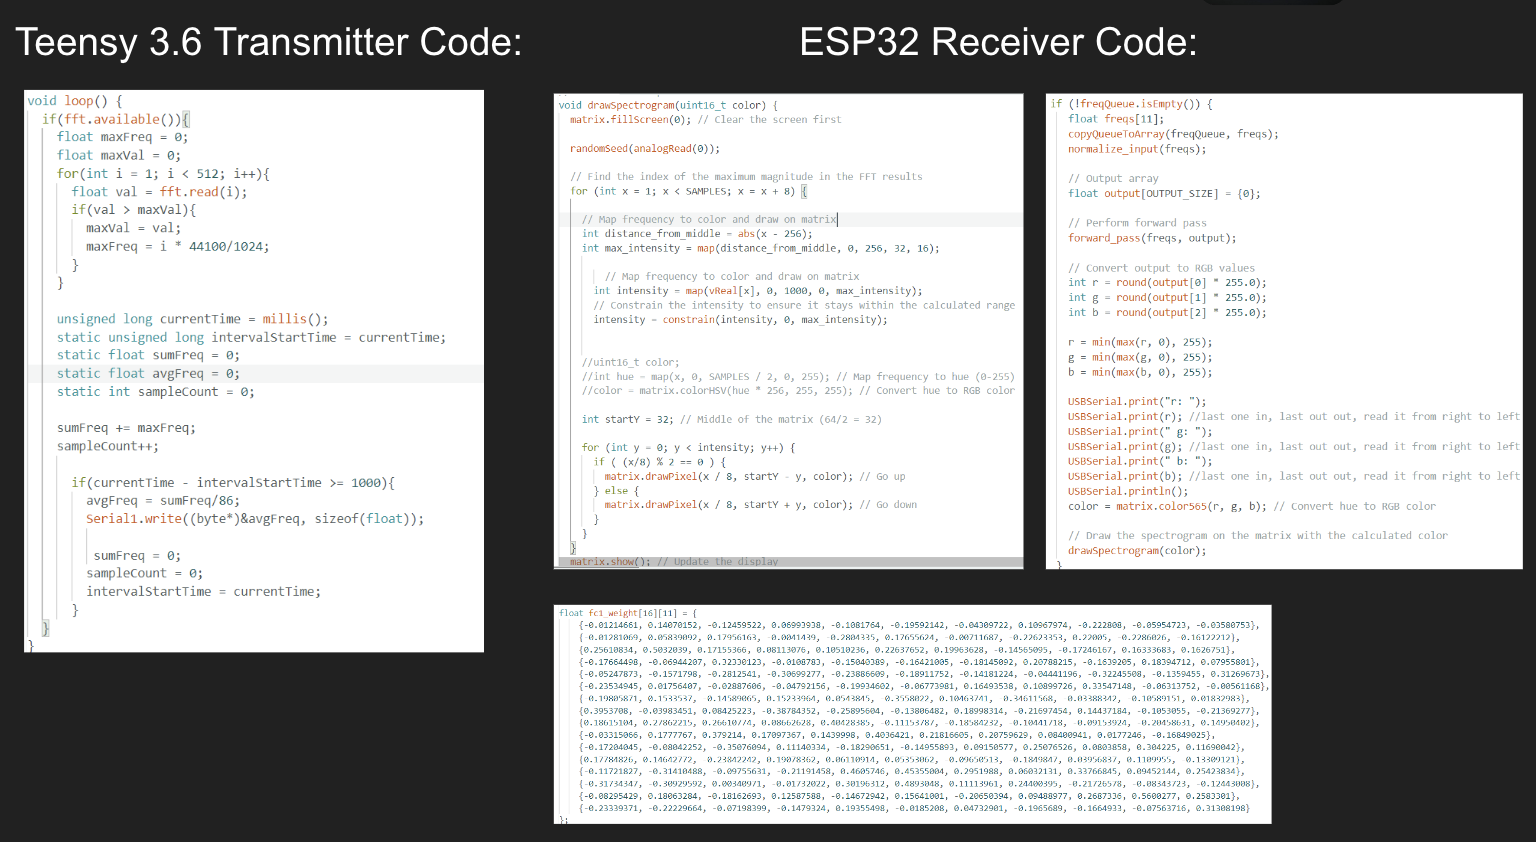 Teensy 3.6 Transmitter Code:
ESP32 Receiver Code:
void loop() {
if(fft.available()){
float maxFreq = 0;
float maxVal = 0;
for(int i = 1; i < 512; i++){
float val = fft.read(i);
if(val > maxVal){
maxVal = val;
maxFreq = i * 44100/1024;
}
}
unsigned long currentTime = millis();
static unsigned long intervalStartTime = currentTime;
static float sumFreq = 0;
static float avgFreq = 0;
static int sampleCount = 0;
sumFreq += maxFreq;
sampleCount++;
if(currentTime - intervalStartTime >= 1000){
avgFreq = sumFreq/86;
Serial1.write((byte*)&avgFreq, sizeof(float));
sumFreq = 0;
sampleCount = 0;
intervalStartTime = currentTime;
}
}
}
void drawSpectrogram(uint16_t color) {
matrix.fillScreen(0); // Clear the screen first
randomSeed(analogRead(0));
// Find the index of the maximum magnitude in the FFT results
for (int x = 1; x < SAMPLES; x = x + 8) {
// Map frequency to color and draw on matrix
int distance_from_middle = abs(x - 256);
int max_intensity = map(distance_from_middle, 0, 256, 32, 16);
// Map frequency to color and draw on matrix
int intensity = map(vReal[x], 0, 1000, 0, max_intensity);
// Constrain the intensity to ensure it stays within the calculated range
intensity = constrain(intensity, 0, max_intensity);
//uint16_t color;
//int hue = map(x, 0, SAMPLES / 2, 0, 255); // Map frequency to hue (0-255)
//color = matrix.colorHSV(hue * 256, 255, 255); // Convert hue to RGB color
int startY = 32; // Middle of the matrix (64/2 = 32)
for (int y = 0; y < intensity; y++) {
if ( (x/8) % 2 == 0 ) {
matrix.drawPixel(x / 8, startY - y, color); // Go up
} else {
matrix.drawPixel(x / 8, startY + y, color); // Go down
}
}
}
matrix.show(); // Update the display
if (!freqQueue.isEmpty()) {
float freqs[11];
copyQueueToArray(freqQueue, freqs);
normalize_input(freqs);
// Output array
float output[OUTPUT_SIZE] = {0};
// Perform forward pass
forward_pass(freqs, output);
// Convert output to RGB values
int r = round(output[0] * 255.0);
int g = round(output[1] * 255.0);
int b = round(output[2] * 255.0);
r = min(max(r, 0), 255);
g = min(max(g, 0), 255);
b = min(max(b, 0), 255);
USBSerial.print("r: ");
USBSerial.print(r); //last one in, last out out, read it from right to left
USBSerial.print(" g: ");
USBSerial.print(g); //last one in, last out out, read it from right to left
USBSerial.print(" b: ");
USBSerial.print(b); //last one in, last out out, read it from right to left
USBSerial.println();
color = matrix.color565(r, g, b); // Convert hue to RGB color
// Draw the spectrogram on the matrix with the calculated color
drawSpectrogram(color);
}
float fc1_weight[16][11] = {
{-0.01214661, 0.14070152, -0.12459522, 0.06993938, -0.1081764, -0.19592142, -0.04309722, 0.10967974, -0.222808, -0.05954723, -0.03580753},
{-0.01281069, 0.05839092, 0.17956163, -0.0041439, -0.2804335, 0.17655624, -0.00711687, -0.22623353, 0.22005, -0.2286026, -0.16122212},
{0.25610834, 0.5032039, 0.17155366, 0.08113076, 0.10510236, 0.22637652, 0.19963628, -0.14565095, -0.17246167, 0.16333683, 0.1626751},
{-0.17664498, -0.06944207, 0.32330123, -0.0108783, -0.15040389, -0.16421005, -0.18145092, 0.20788215, -0.1639205, 0.18394712, 0.07955801},
{-0.05247873, -0.1571798, -0.2812541, -0.30699277, -0.23886609, -0.18911752, -0.14181224, -0.04441196, -0.32245508, -0.1359455, 0.31269673},
{-0.23534945, 0.01756407, -0.02887606, -0.04792156, -0.19934602, -0.06773981, 0.16493538, 0.10899726, 0.33547148, -0.06313752, -0.00561168},
{-0.19805871, 0.1533537, -0.14589065, 0.15233964, 0.0543845, -0.3558022, 0.10463741, -0.34611568, -0.03388342, -0.10589151, 0.01832983},
{0.3953708, -0.03983451, 0.08425223, -0.38784352, -0.25895604, -0.13806482, 0.18998314, -0.21697454, 0.14437184, -0.1053055, -0.21369277},
{0.18615104, 0.27862215, 0.26610774, 0.08662628, 0.40428385, -0.11153787, -0.18584232, -0.10441718, -0.09153924, -0.20458631, 0.14950402},
{-0.03315066, 0.1777767, 0.379214, 0.17097367, 0.1439998, 0.4036421, 0.21816605, 0.20759629, 0.08400941, 0.0177246, -0.16849025},
{-0.17204045, -0.08042252, -0.35076094, 0.11140334, -0.18290651, -0.14955893, 0.09150577, 0.25076526, 0.0803858, 0.304225, 0.11690042},
{0.17784826, 0.14642772, -0.23842242, 0.19078362, 0.06110914, 0.05353062, -0.09650513, -0.1849847, 0.03956837, 0.1109955, -0.13309121},
{-0.11721827, -0.31410488, -0.09755631, -0.21191458, 0.4605746, 0.45355004, 0.2951988, 0.06032131, 0.33766845, 0.09452144, 0.25423834},
{-0.31734347, -0.30929592, 0.00340971, -0.01732022, 0.30196312, 0.4893048, 0.11113961, 0.24400395, -0.21726578, -0.08343723, -0.12443008},
{-0.08295429, 0.18063284, -0.18162693, 0.12587588, -0.14672942, 0.15641001, -0.20650394, 0.09488977, 0.2687336, 0.5600277, 0.2583301},
{-0.23339371, -0.22229664, -0.07198399, -0.1479324, 0.19355498, -0.0185208, 0.04732901, -0.1965689, -0.1664933, -0.07563716, 0.31308198}
};